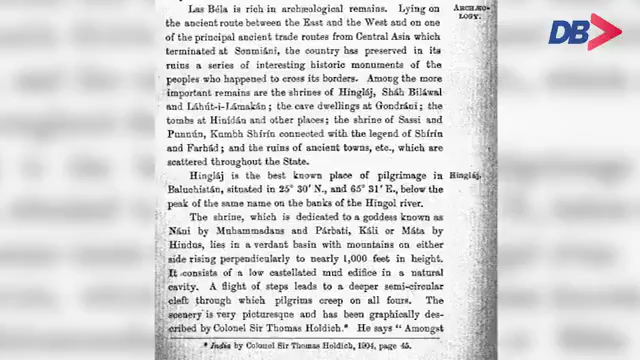 Las Béla is rich in archæological remains. Lying on
the ancient route between the East and the West and on one
of the principal ancient trade routes from Central Asia which
terminated at Sonmiáni, the country has preserved in its
ruins a series of interesting historic monuments of the
peoples who happened to cross its borders. Among the more
important remains are the shrines of Hingláj, Sháh Biláwal
and Láhút-i-Lámakán; the cave dwellings at Gondráni; the
tombs at Hinídán and other places; the shrine of Sassi and
Punnún, Kumbh Shírín connected with the legend of Shírín
and Farhád; and the ruins of ancient towns, etc., which are
scattered throughout the State.
ARCHÆO-
LOGY.
DB
Hingláj is the best known place of pilgrimage in
Baluchistán, situated in 25° 30' N., and 65° 31' E., below the
peak of the same name on the banks of the Hingol river.
Hingláj.
The shrine, which is dedicated to a goddess known as
Náni by Muhammadans and Párbati, Káli or Máta by
Hindus, lies in a verdant basin with mountains on either
side rising perpendicularly to nearly 1,000 feet in height.
It consists of a low castellated mud edifice in a natural
cavity. A flight of steps leads to a deeper semi-circular
cleft through which pilgrims creep on all fours. The
scenery is very picturesque and has been graphically des-
cribed by Colonel Sir Thomas Holdich.* He says "Amongst
* India by Colonel Sir Thomas Holdich, 1904, page 45.